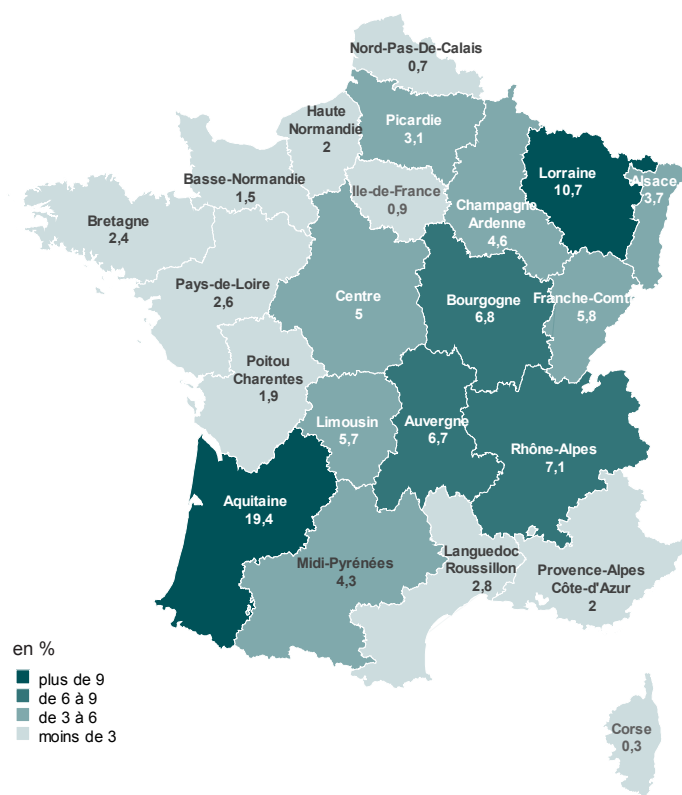 Nord-Pas-De-Calais
0,7
Haute
Normandie
2
Picardie
3,1
Basse-Normandie
1,5
Ile-de-France
0,9
Champagne
Ardenne
4,6
Lorraine
10,7
Alsace
3,7
Bretagne
2,4
Pays-de-Loire
2,6
Centre
5
Bourgogne
6,8
Franche-Comt
5,8
Poitou
Charentes
1,9
Limousin
5,7
Auvergne
6,7
Rhône-Alpes
7,1
Aquitaine
19,4
Midi-Pyrénées
4,3
Languedoc
Roussillon
2,8
Provence-Alpes
Côte-d'Azur
2
Corse
0,3
en %
plus de 9
de 6 à 9
de 3 à 6
moins de 3